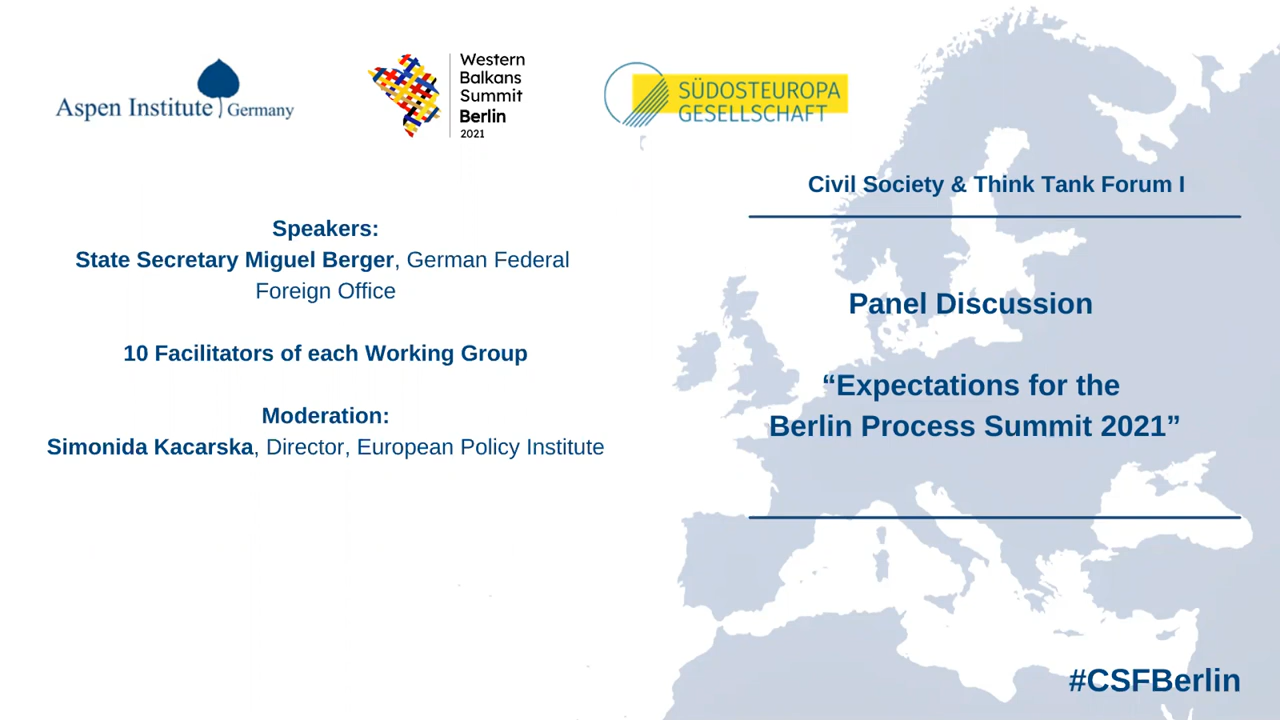 Aspen Institute Germany
Western
Balkans
Summit
Berlin
2021
SÜDOSTEUROPA
GESELLSCHAFT
Speakers:
State Secretary Miguel Berger, German Federal
Foreign Office
10 Facilitators of each Working Group
Moderation:
Simonida Kacarska, Director, European Policy Institute
Civil Society & Think Tank Forum I
Panel Discussion
“Expectations for the
Berlin Process Summit 2021”
#CSFBerlin